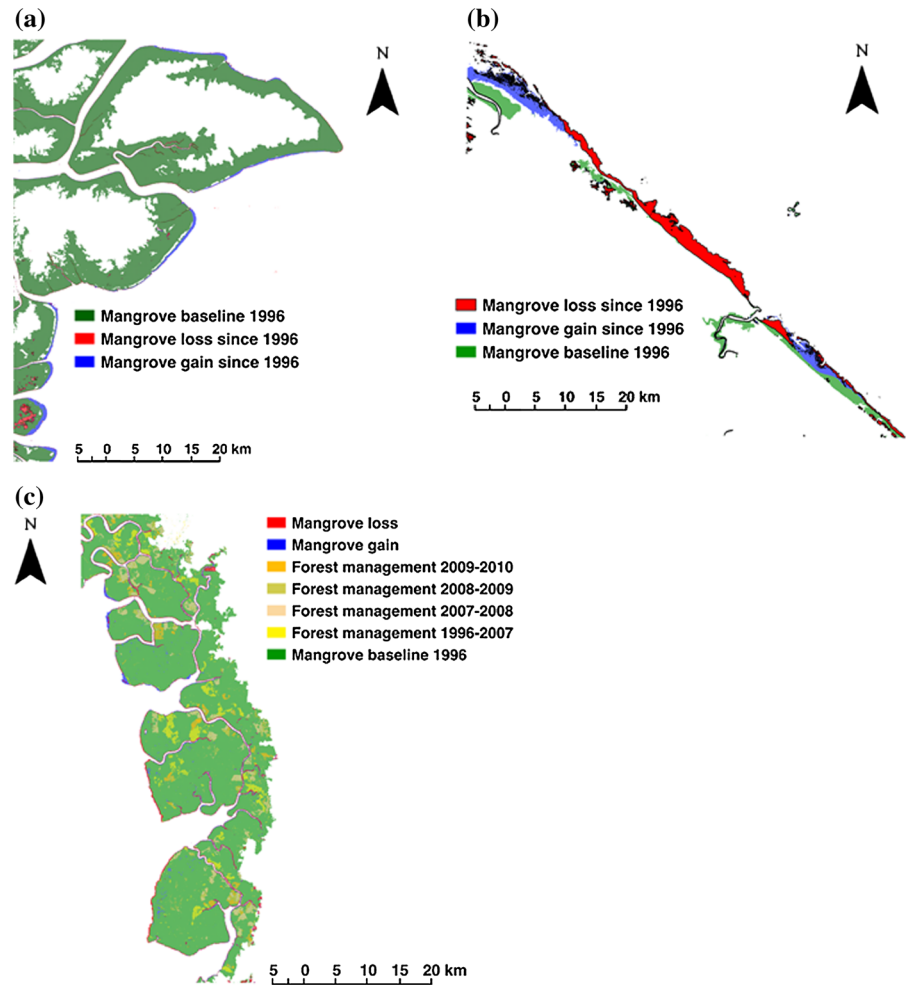 (a)
N
Mangrove baseline 1996
Mangrove loss since 1996
Mangrove gain since 1996
5 0 5 10 15 20 km
(b)
N
Mangrove loss since 1996
Mangrove gain since 1996
Mangrove baseline 1996
5 0 5 10 20 km
(c)
N
Mangrove loss
Mangrove gain
Forest management 2009-2010
Forest management 2008-2009
Forest management 2007-2008
Forest management 1996-2007
Mangrove baseline 1996
5 0 5 10 15 20 km